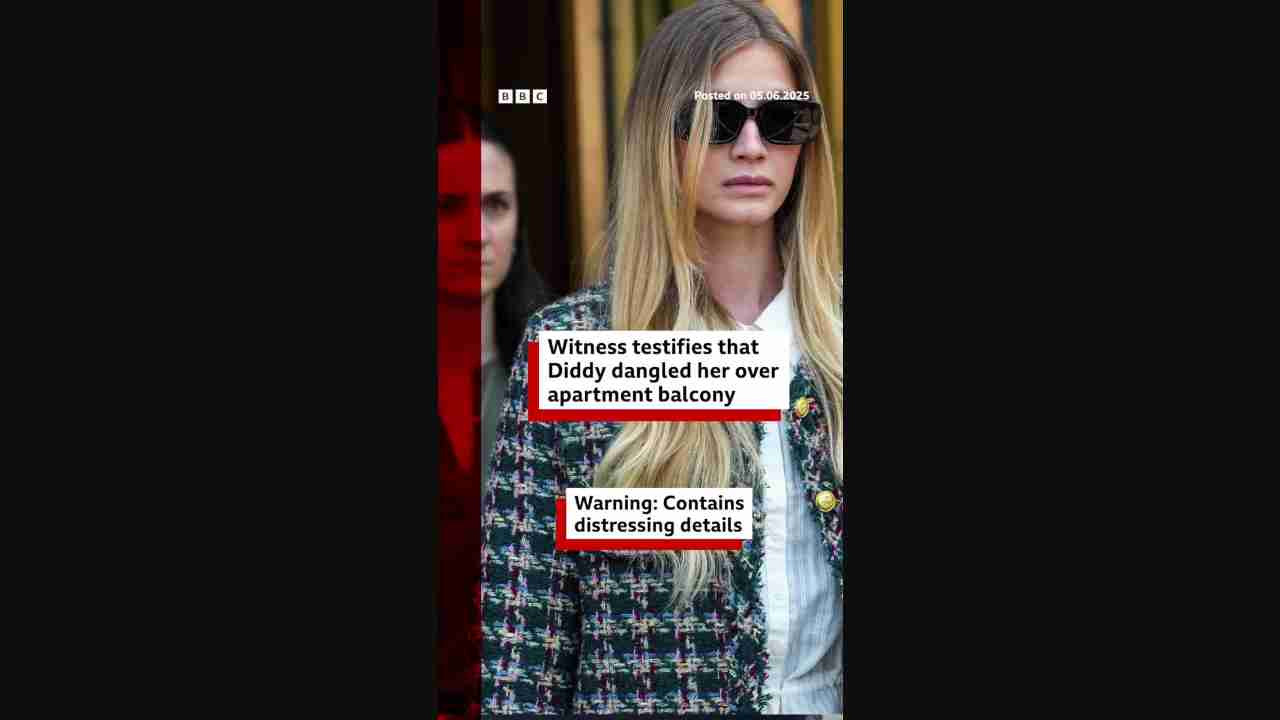 BBC
Posted on 05.06.2025
Witness testifies that
Diddy dangled her over
apartment balcony
Warning: Contains
distressing details